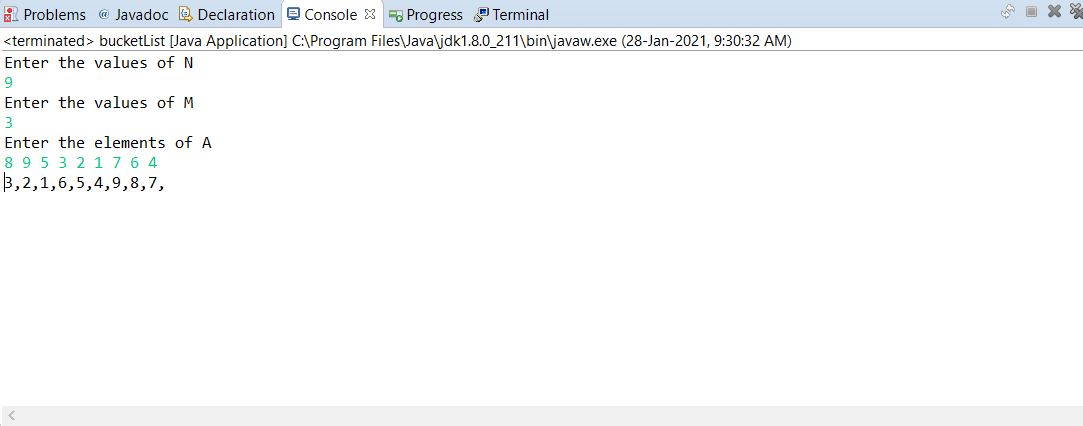 Problems @ Javadoc Declaration Console Progress Terminal
<terminated> bucketList [Java Application] C:\Program Files\Java\jdk1.8.0_211\bin\javaw.exe (28-Jan-2021, 9:30:32 AM)
Enter the values of N
9
Enter the values of M
3
Enter the elements of A
8 9 5 3 2 1 7 6 4
3,2,1,6,5,4,9,8,7,